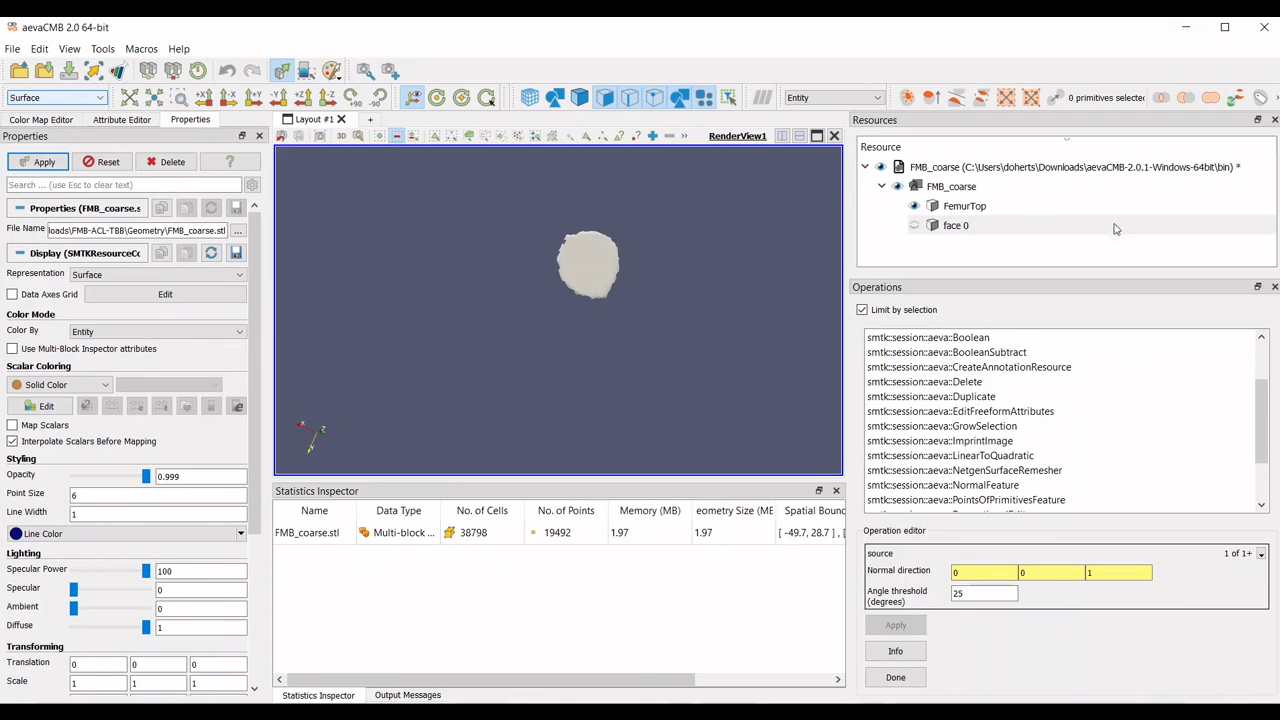 aevaCMB 2.0 64-bit
File Edit View Tools Macros Help
Surface
Entity
0 primitives selected
Color Map Editor Attribute Editor Properties
Layout #1
Resources
Properties
3D
RenderView1
Apply Reset Delete ?
Search ... (use Esc to clear text)
Properties (FMB_coarse.s
File Name loads\FMB-ACL-TBB\Geometry\FMB_coarse.stl ...
Display (SMTKResourceCo
Representation Surface
Data Axes Grid Edit
Color Mode
Color By Entity
Use Multi-Block Inspector attributes
Scalar Coloring
Solid Color
Edit
Map Scalars
Interpolate Scalars Before Mapping
Styling
Opacity 0.999
Point Size 6
Line Width 1
Line Color
Lighting
Specular Power 100
Specular 0
Ambient 0
Diffuse 1
Transforming
Translation 0 0 0
Scale 1 1 1
X Y Z
Statistics Inspector
Name Data Type No. of Cells No. of Points Memory (MB) eometry Size (ME Spatial Bound
FMB_coarse.stl Multi-block ... 38798 19492 1.97 1.97 [ -49.7, 28.7 ] , [
Statistics Inspector Output Messages
Resource
FMB_coarse (C:\Users\doherts\Downloads\aevaCMB-2.0.1-Windows-64bit\bin) *
FMB_coarse
FemurTop
face 0
Operations
Limit by selection
smtk::session::aeva::Boolean
smtk::session::aeva::BooleanSubtract
smtk::session::aeva::CreateAnnotationResource
smtk::session::aeva::Delete
smtk::session::aeva::Duplicate
smtk::session::aeva::EditFreeformAttributes
smtk::session::aeva::GrowSelection
smtk::session::aeva::ImprintImage
smtk::session::aeva::LinearToQuadratic
smtk::session::aeva::NetgenSurfaceRemesher
smtk::session::aeva::NormalFeature
smtk::session::aeva::PointsOfPrimitivesFeature
Operation editor
source 1 of 1+
Normal direction 0 0 1
Angle threshold
(degrees) 25
Apply
Info
Done